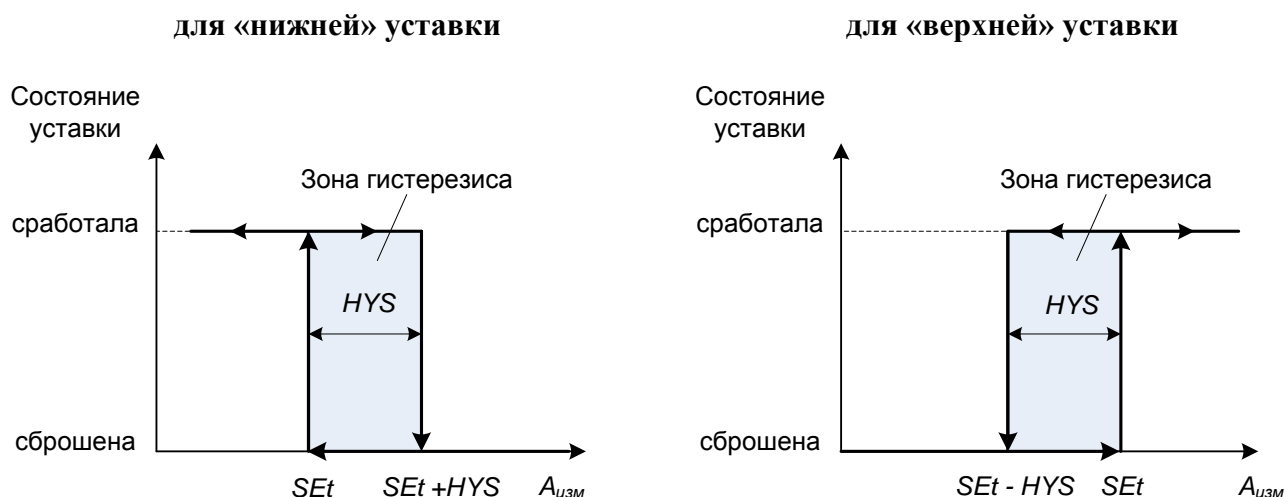 для «нижней» уставки
Состояние
уставки
Зона гистерезиса
сработала
HYS
сброшена
SEt
SEt +HYS
Aизм
для «верхней» уставки
Состояние
уставки
Зона гистерезиса
сработала
HYS
сброшена
SEt - HYS
SEt
Aизм